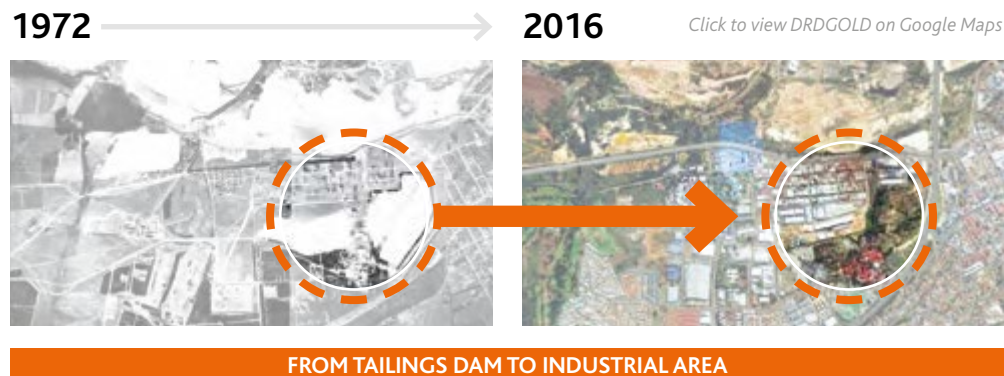 1972
2016
Click to view DRDGOLD on Google Maps
FROM TAILINGS DAM TO INDUSTRIAL AREA